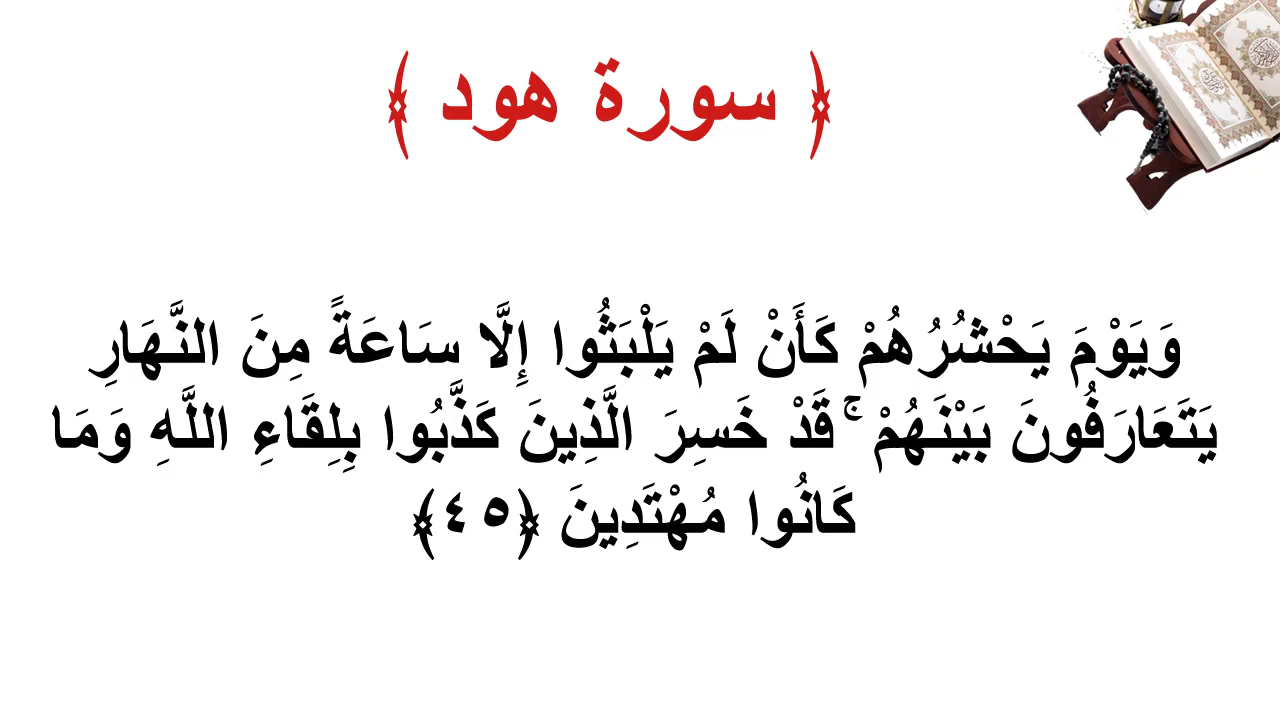 ﴿ سورة هود ﴾
وَيَوْمَ يَحْشُرُهُمْ كَأَنْ لَمْ يَلْبَثُوا إِلَّا سَاعَةً مِنَ النَّهَارِ
يَتَعَارَفُونَ بَيْنَهُمْ ۚ قَدْ خَسِرَ الَّذِينَ كَذَّبُوا بِلِقَاءِ اللَّهِ وَمَا
كَانُوا مُهْتَدِينَ ﴿٤٥﴾